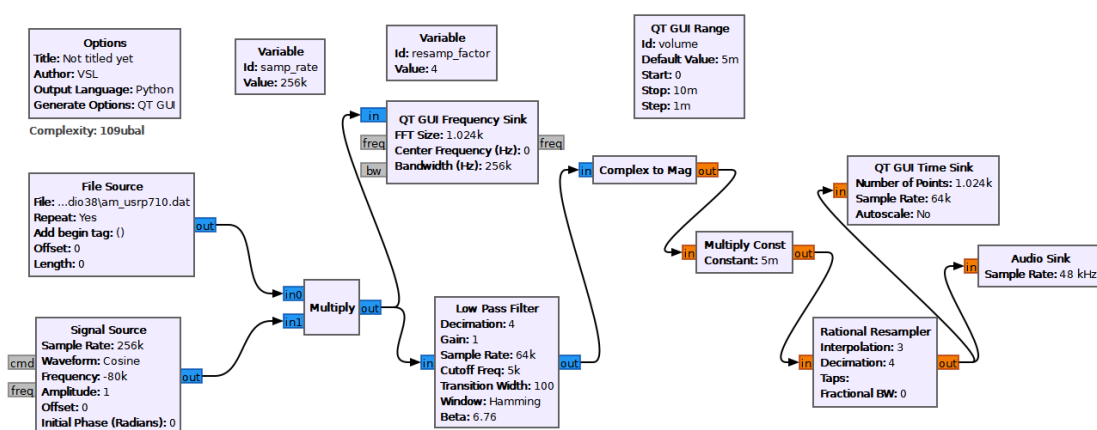 Options
Title: Not titled yet
Author: VSL
Output Language: Python
Generate Options: QT GUI
Complexity: 109ubal
Variable
Id: samp_rate
Value: 256k
Variable
Id: resamp_factor
Value: 4
QT GUI Range
Id: volume
Default Value: 5m
Start: 0
Stop: 10m
Step: 1m
in
freq
bw
QT GUI Frequency Sink
FFT Size: 1.024k
Center Frequency (Hz): 0
Bandwidth (Hz): 256k
freq
File Source
File: ...dio38\am_usrp710.dat
Repeat: Yes
Add begin tag: ()
Offset: 0
Length: 0
out
in0
in1
Multiply
out
cmd
freq
Signal Source
Sample Rate: 256k
Waveform: Cosine
Frequency: -80k
Amplitude: 1
Offset: 0
Initial Phase (Radians): 0
out
in
Low Pass Filter
Decimation: 4
Gain: 1
Sample Rate: 64k
Cutoff Freq: 5k
Transition Width: 100
Window: Hamming
Beta: 6.76
out
in
Complex to Mag
out
in
Multiply Const
Constant: 5m
out
in
Rational Resampler
Interpolation: 3
Decimation: 4
Taps:
Fractional BW: 0
out
in
QT GUI Time Sink
Number of Points: 1.024k
Sample Rate: 64k
Autoscale: No
in
Audio Sink
Sample Rate: 48 kHz